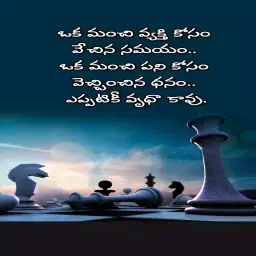 ఒక మంచి వ్యక్తి కోసం
వేచిన సమయం..
ఒక మంచి పని కోసం
వెచ్చించిన ధనం..
ఎప్పటికీ వృథా కావు.